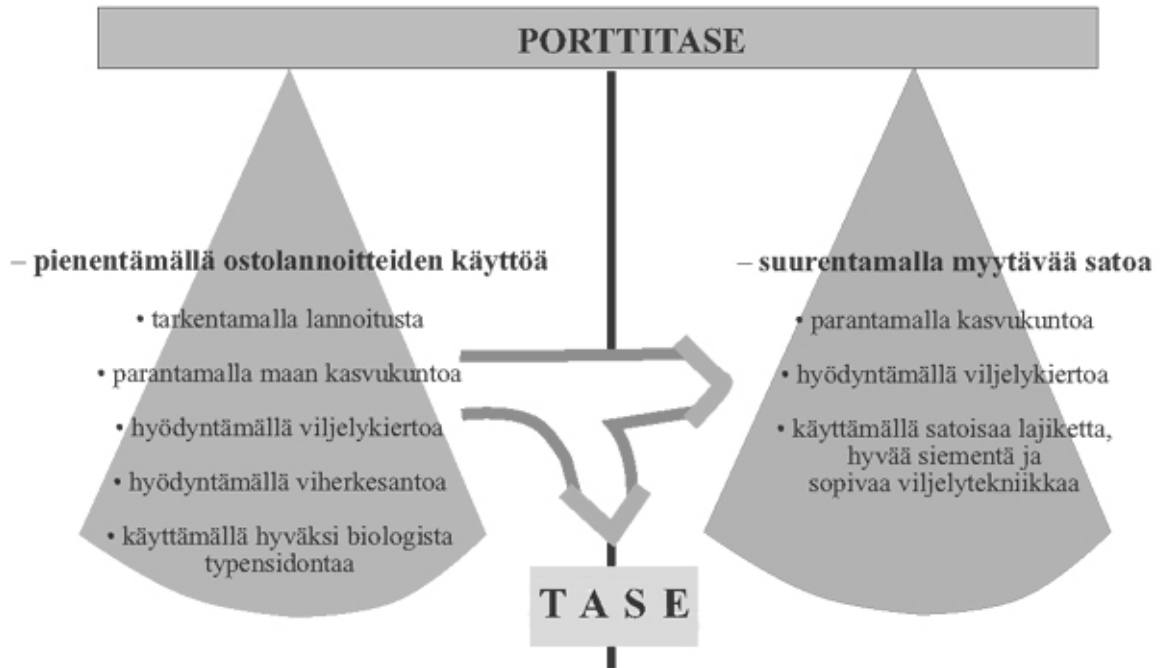 PORTTITASE
– pienentämällä ostolannoitteiden käyttöä
• tarkentamalla lannoitusta
• parantamalla maan kasvukuntoa
• hyödyntämällä viljelykiertoa
• hyödyntämällä viherkesantoa
• käyttämällä hyväksi biologista
typensidontaa
– suurentamalla myytävää satoa
• parantamalla kasvukuntoa
• hyödyntämällä viljelykiertoa
• käyttämällä satoisaa lajiketta,
hyvää siementä ja
sopivaa viljelytekniikkaa
T A S E